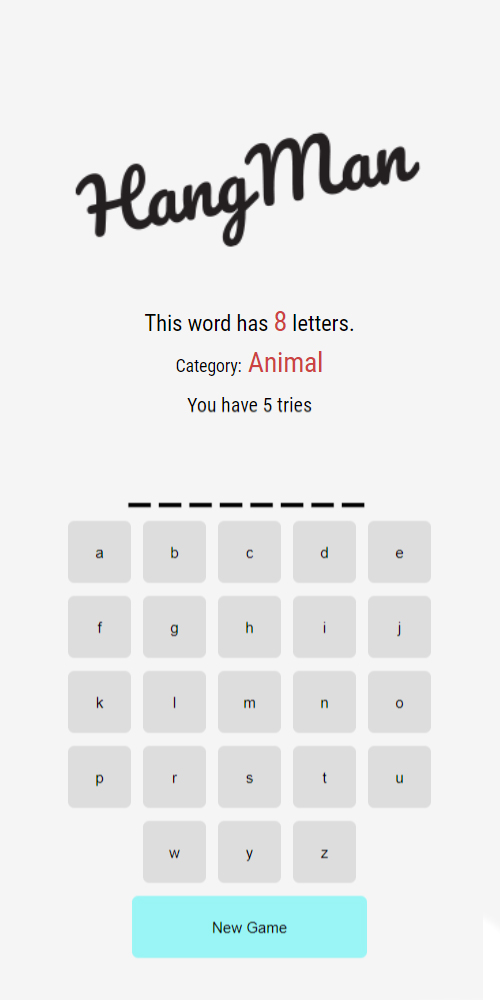 HangMan
This word has 8 letters.
Category: Animal
You have 5 tries
_ _ _ _ _ _ _ _
a b c d e
f g h i j
k l m n o
p r s t u
w y z
New Game